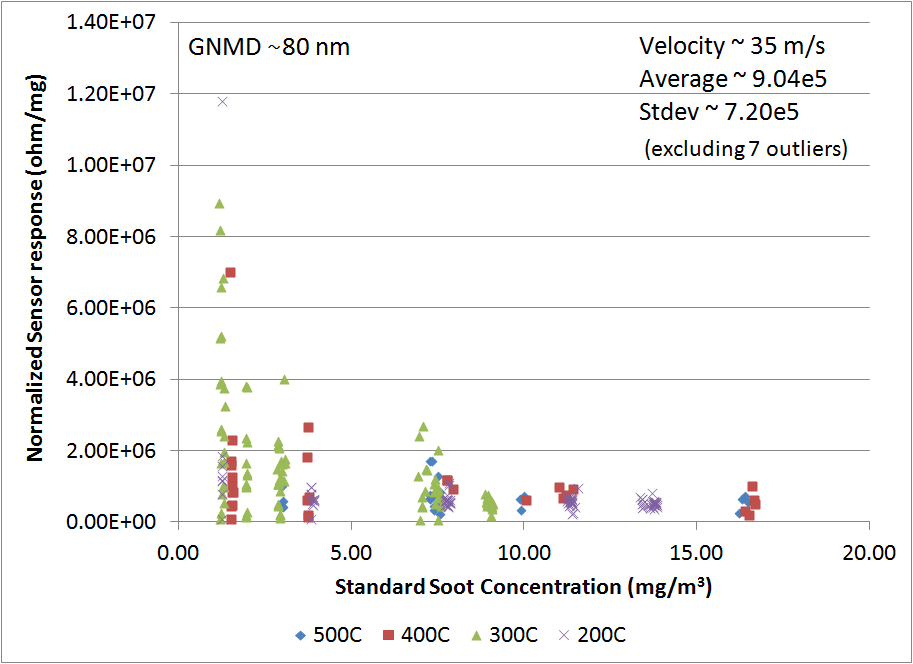 GNMD ~80 nm
Velocity ~ 35 m/s
Average ~ 9.04e5
Stdev ~ 7.20e5
(excluding 7 outliers)
Normalized Sensor response (ohm/mg)
1.40E+07
1.20E+07
1.00E+07
8.00E+06
6.00E+06
4.00E+06
2.00E+06
0.00E+00
0.00 5.00 10.00 15.00 20.00
Standard Soot Concentration (mg/m³)
500C 400C 300C 200C